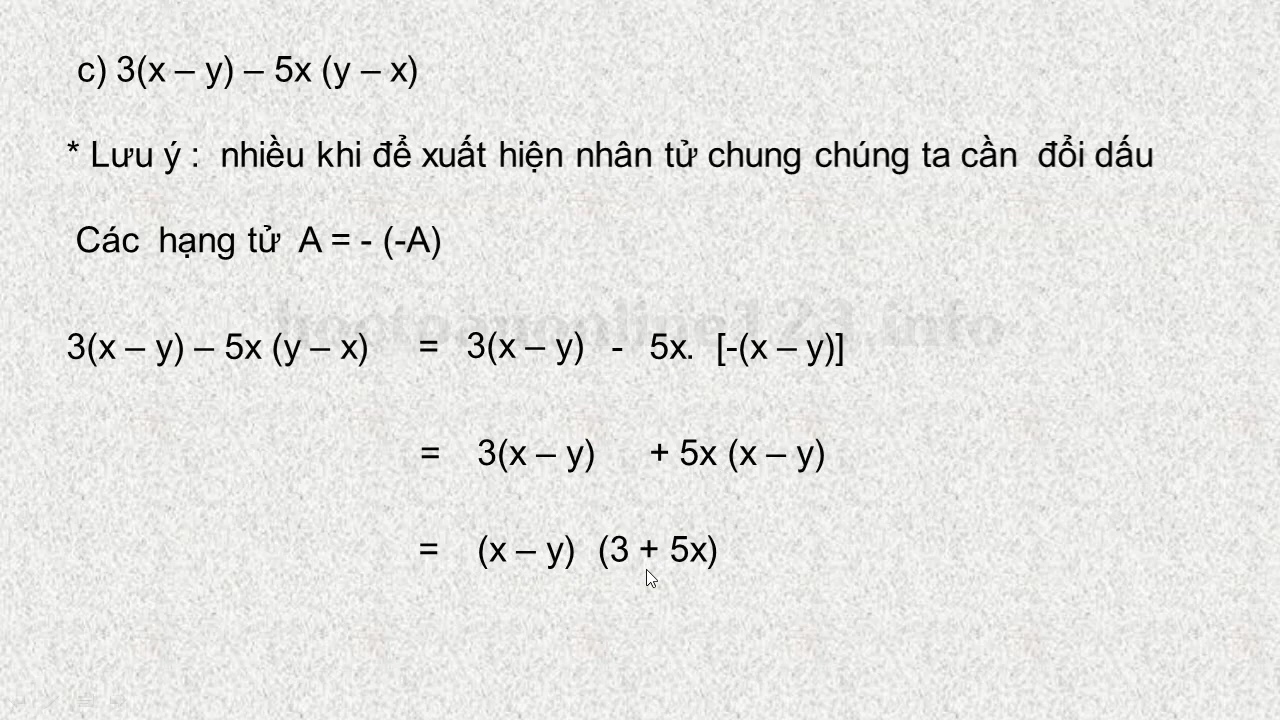 c) 3(x – y) – 5x (y – x)
* Lưu ý : nhiều khi để xuất hiện nhân tử chung chúng ta cần đổi dấu
Các hạng tử A = - (-A)
3(x – y) – 5x (y – x) = 3(x – y) - 5x. [-(x – y)]
= 3(x – y) + 5x (x – y)
= (x – y) (3 + 5x)